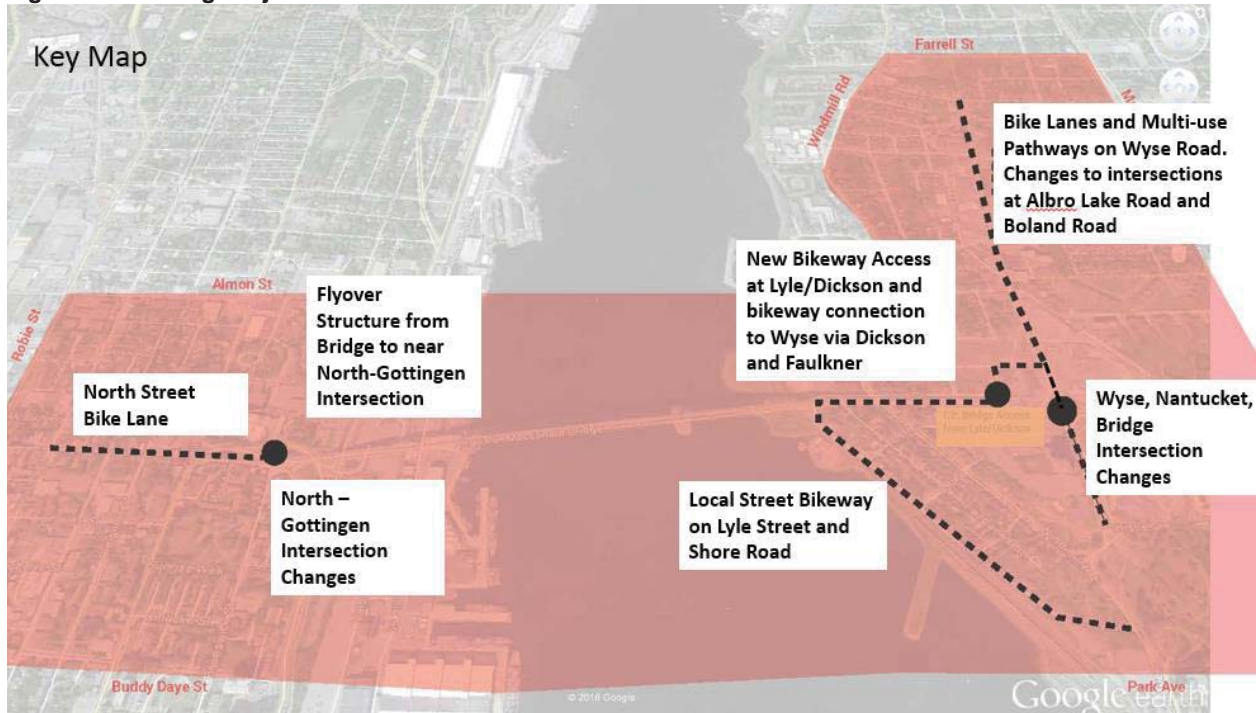 Key Map
Farrell St
Windmill Rd
Bike Lanes and Multi-use
Pathways on Wyse Road.
Changes to intersections
at Albro Lake Road and
Boland Road
New Bikeway Access
at Lyle/Dickson and
bikeway connection
to Wyse via Dickson
and Faulkner
Almon St
Robie St
Flyover
Structure from
Bridge to near
North-Gottingen
Intersection
North Street
Bike Lane
Wyse, Nantucket,
Bridge
Intersection
Changes
North –
Gottingen
Intersection
Changes
Local Street Bikeway
on Lyle Street and
Shore Road
Buddy Daye St
© 2016 Google
Google earth
Park Ave